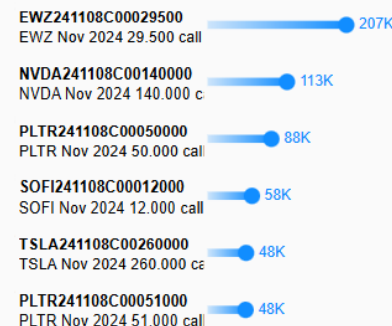 EWZ241108C00029500
207K
EWZ Nov 2024 29.500 call
NVDA241108C00140000
113K
NVDA Nov 2024 140.000 c
PLTR241108C00050000
88K
PLTR Nov 2024 50.000 call
SOFI241108C00012000
58K
SOFI Nov 2024 12.000 call
TSLA241108C00260000
48K
TSLA Nov 2024 260.000 ca
PLTR241108C00051000
48K
PLTR Nov 2024 51.000 call